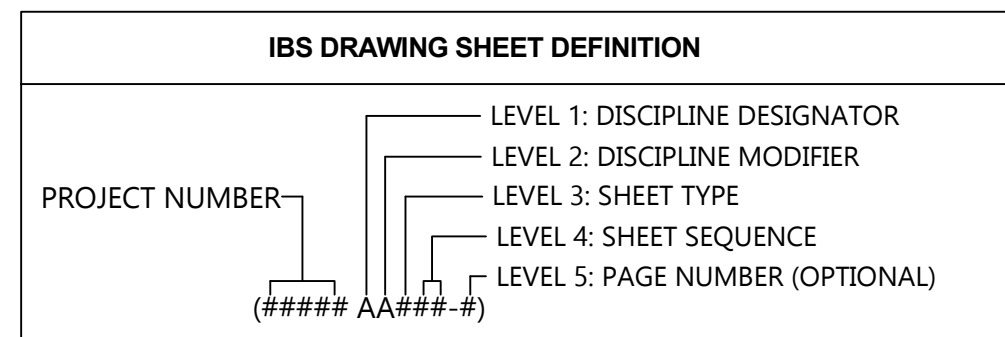 IBS DRAWING SHEET DEFINITION
LEVEL 1: DISCIPLINE DESIGNATOR
LEVEL 2: DISCIPLINE MODIFIER
PROJECT NUMBER
LEVEL 3: SHEET TYPE
LEVEL 4: SHEET SEQUENCE
LEVEL 5: PAGE NUMBER (OPTIONAL)
(##### AA###-#)